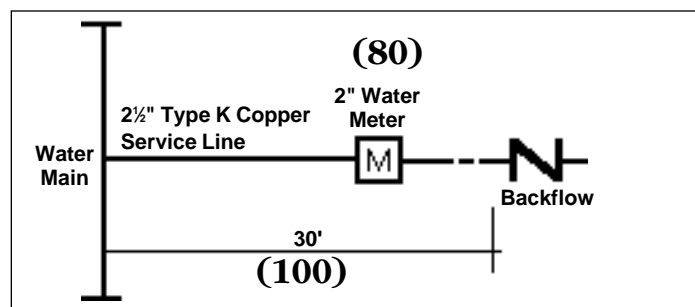 (80)
2½" Type K Copper
Service Line
2" Water
Meter
Water
Main
M
Backflow
30'
(100)